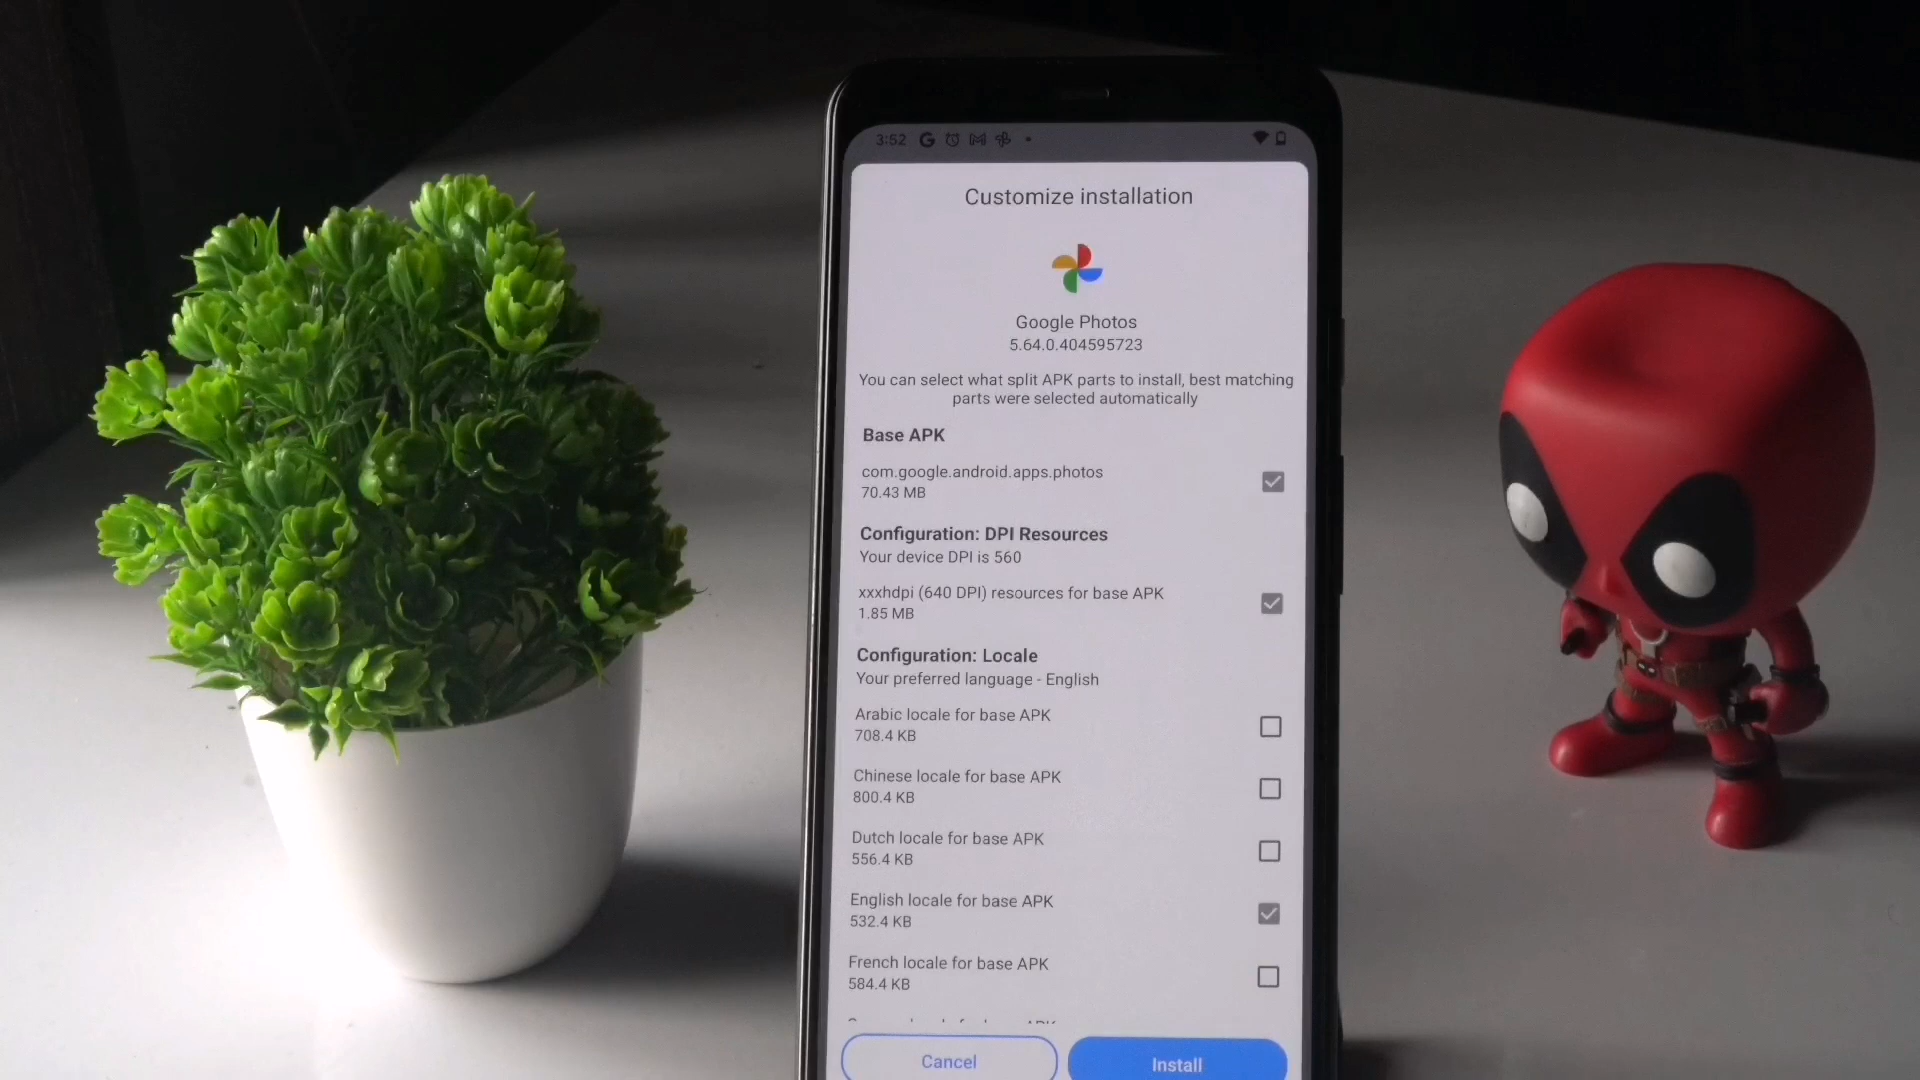 3:52
Customize installation
Google Photos
5.64.0.404595723
You can select what split APK parts to install, best matching
parts were selected automatically
Base APK
com.google.android.apps.photos
70.43 MB
Configuration: DPI Resources
Your device DPI is 560
xxxhdpi (640 DPI) resources for base APK
1.85 MB
Configuration: Locale
Your preferred language - English
Arabic locale for base APK
708.4 KB
Chinese locale for base APK
800.4 KB
Dutch locale for base APK
556.4 KB
English locale for base APK
532.4 KB
French locale for base APK
584.4 KB
Cancel
Install